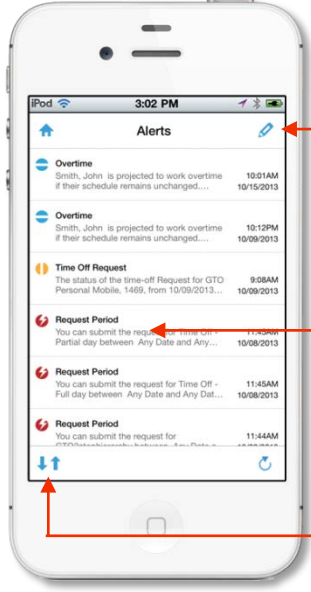 iPod 3:02 PM
Alerts
Overtime
Smith, John is projected to work overtime 10:01AM
if their schedule remains unchanged.... 10/15/2013
Overtime
Smith, John is projected to work overtime 10:12PM
if their schedule remains unchanged.... 10/09/2013
Time Off Request
The status of the time-off Request for GTO 9:08AM
Personal Mobile, 1469, from 10/09/2013... 10/09/2013
Request Period
You can submit the request for Time Off - 11:45AM
Partial day between Any Date and Any... 10/08/2013
Request Period
You can submit the request for Time Off - 11:45AM
Full day between Any Date and Any Dat... 10/08/2013
Request Period
You can submit the request for 11:44AM